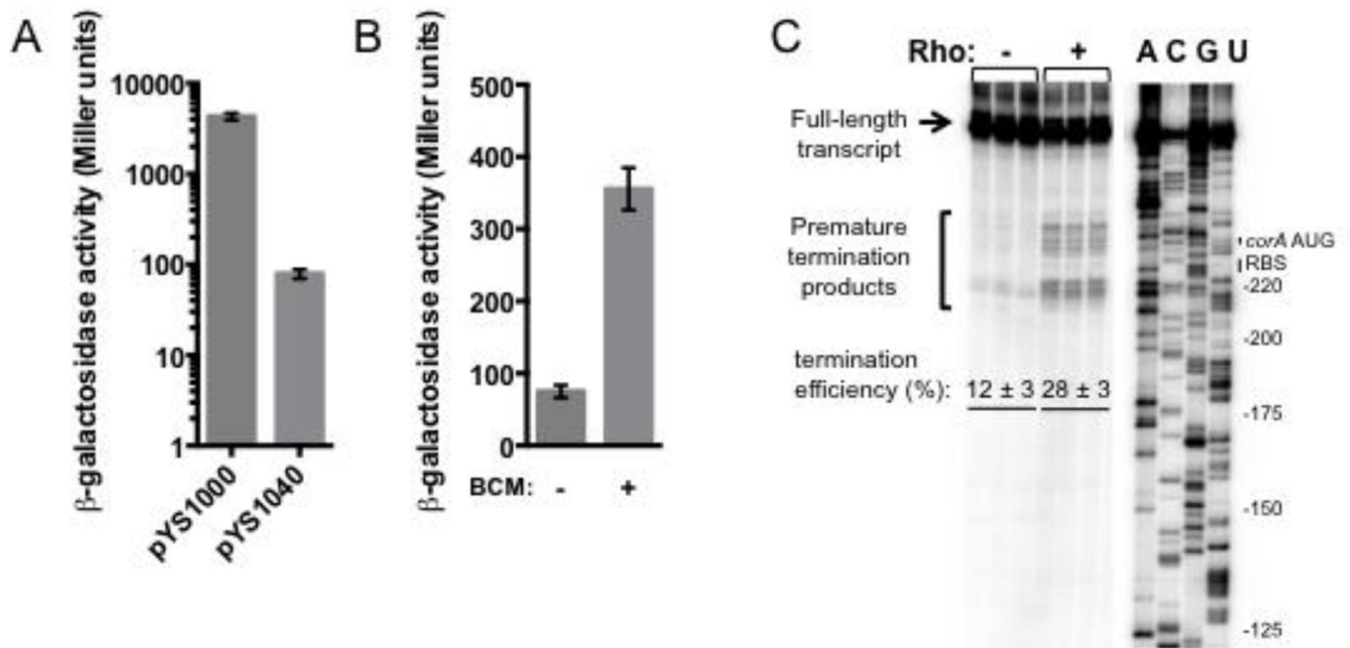 A
β-galactosidase activity (Miller units)
10000
1000
100
10
1
pYS1000
pYS1040
B
β-galactosidase activity (Miller units)
500
400
300
200
100
0
BCM: - +
C
Rho: - +
A C G U
Full-length
transcript
Premature
termination
products
corA AUG
RBS
-220
-200
termination
efficiency (%): 12 ± 3 28 ± 3
-175
-150
-125